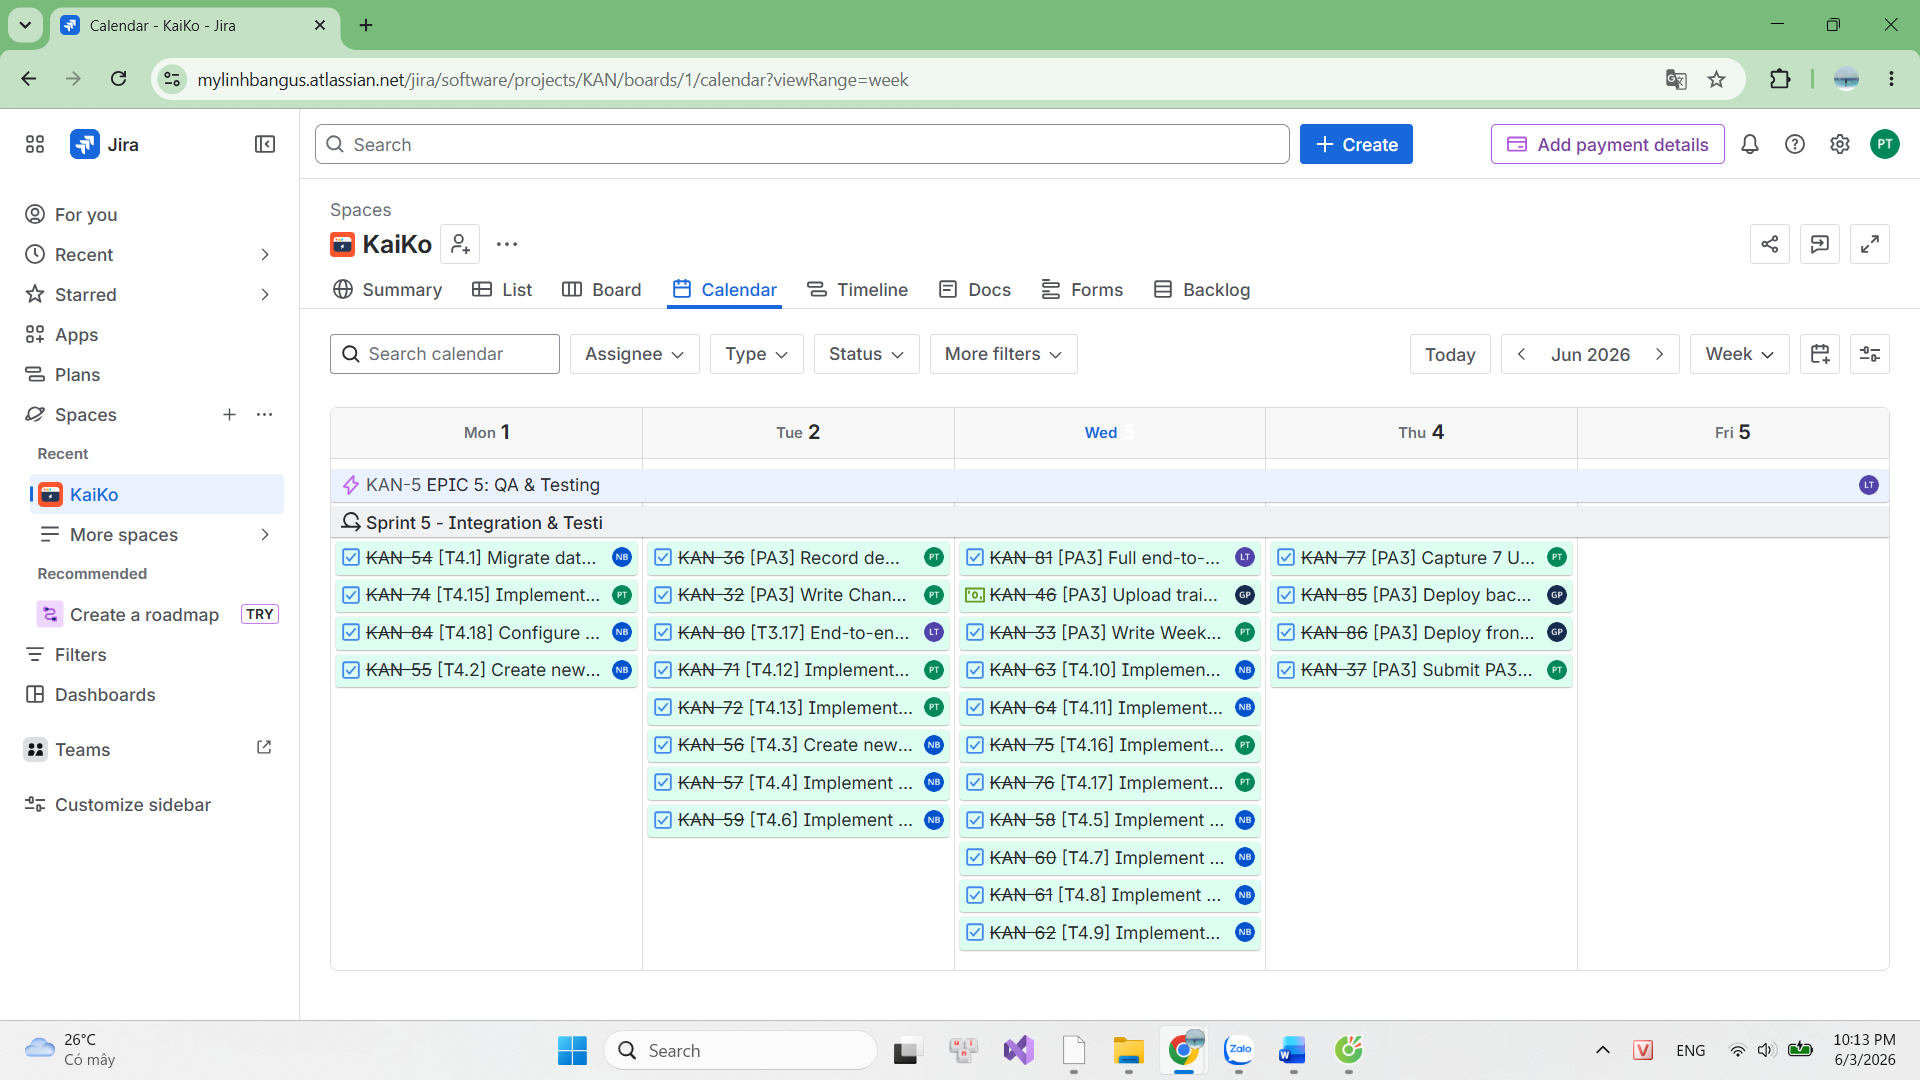 Calendar - KaiKo - Jira
mylinhbangus.atlassian.net/jira/software/projects/KAN/boards/1/calendar?viewRange=week
Jira
Search
Create
Add payment details
PT
For you
Recent
Starred
Apps
Plans
Spaces
Recent
KaiKo
More spaces
Recommended
Create a roadmap TRY
Filters
Dashboards
Teams
Customize sidebar
Spaces
KaiKo
Summary List Board Calendar Timeline Docs Forms Backlog
Search calendar Assignee Type Status More filters Today Jun 2026 Week
Mon 1 Tue 2 Wed 3 Thu 4 Fri 5
KAN-5 EPIC 5: QA & Testing LT
Sprint 5 - Integration & Testi
KAN-54 [T4.1] Migrate dat... NB
KAN-74 [T4.15] Implement... PT
KAN-84 [T4.18] Configure ... NB
KAN-55 [T4.2] Create new... NB
KAN-36 [PA3] Record de... PT
KAN-32 [PA3] Write Chan... PT
KAN-80 [T3.17] End-to-en... LT
KAN-71 [T4.12] Implement... PT
KAN-72 [T4.13] Implement... PT
KAN-56 [T4.3] Create new... NB
KAN-57 [T4.4] Implement ... NB
KAN-59 [T4.6] Implement ... NB
KAN-81 [PA3] Full end-to-... LT
KAN-46 [PA3] Upload trai... GP
KAN-33 [PA3] Write Week... PT
KAN-63 [T4.10] Implemen... NB
KAN-64 [T4.11] Implement... NB
KAN-75 [T4.16] Implement... PT
KAN-76 [T4.17] Implement... PT
KAN-58 [T4.5] Implement ... NB
KAN-60 [T4.7] Implement ... NB
KAN-61 [T4.8] Implement ... NB
KAN-62 [T4.9] Implement... NB
KAN-77 [PA3] Capture 7 U... PT
KAN-85 [PA3] Deploy bac... GP
KAN-86 [PA3] Deploy fron... GP
KAN-37 [PA3] Submit PA3... PT
26°C
Có mây
Search
Zalo
W
V
ENG
10:13 PM
6/3/2026